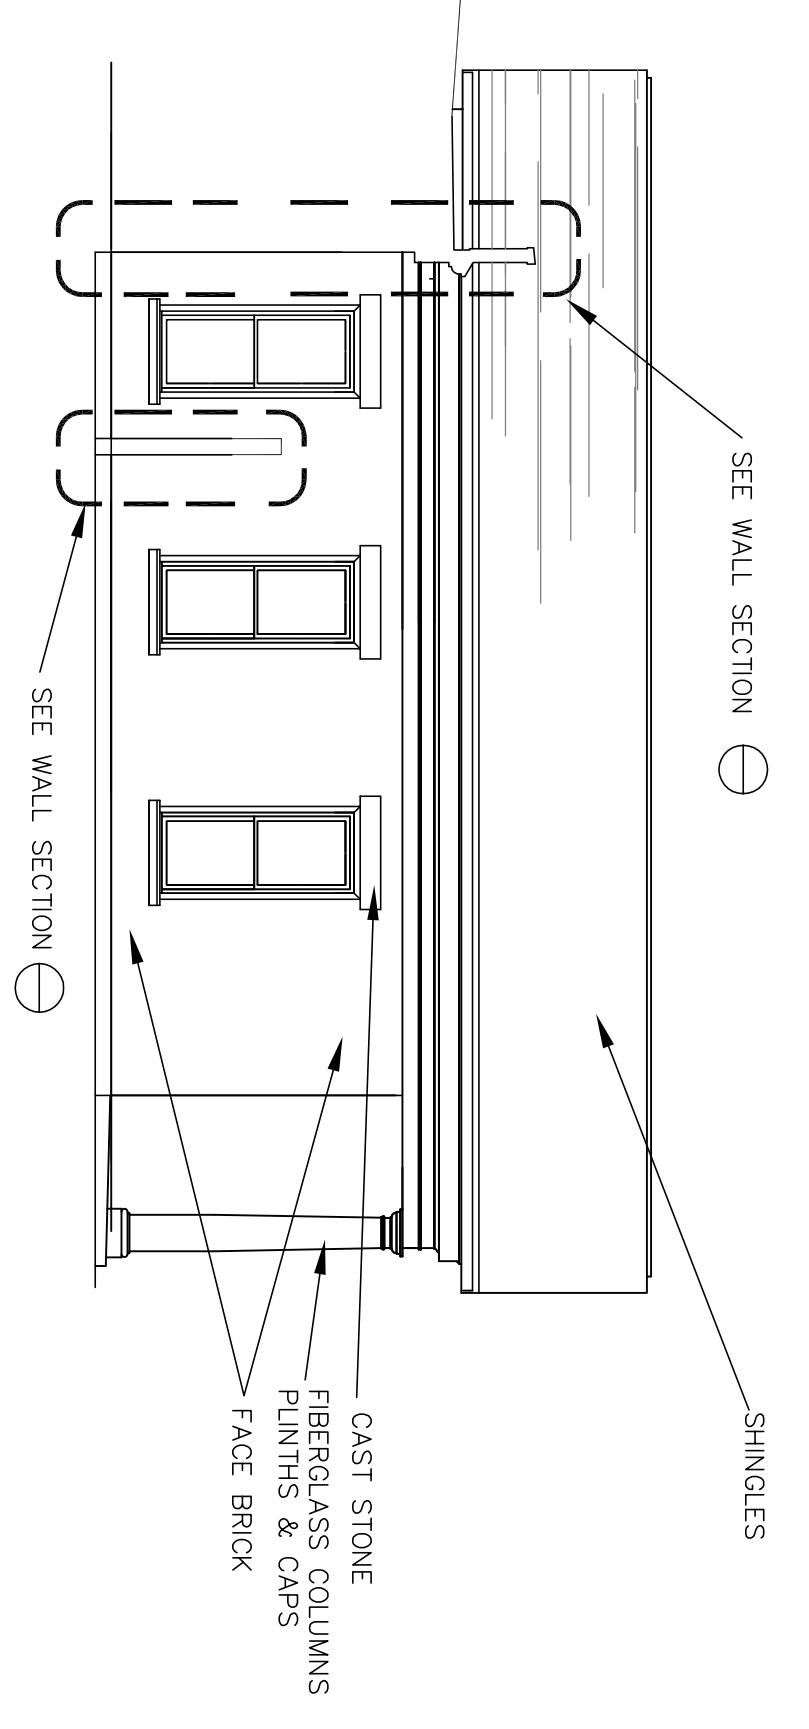 SEE WALL SECTION
SHINGLES
CAST STONE
FIBERGLASS COLUMNS
PLINTHS & CAPS
FACE BRICK
SEE WALL SECTION